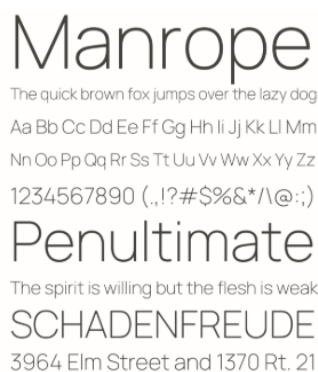 Manrope
The quick brown fox jumps over the lazy dog
Aa Bb Cc Dd Ee Ff Gg Hh Ii Jj Kk Ll Mm
Nn Oo Pp Qq Rr Ss Tt Uu Vv Ww Xx Yy Zz
1234567890 (.,!?#$%&*/\@:;)
Penultimate
The spirit is willing but the flesh is weak
SCHADENFREUDE
3964 Elm Street and 1370 Rt. 21